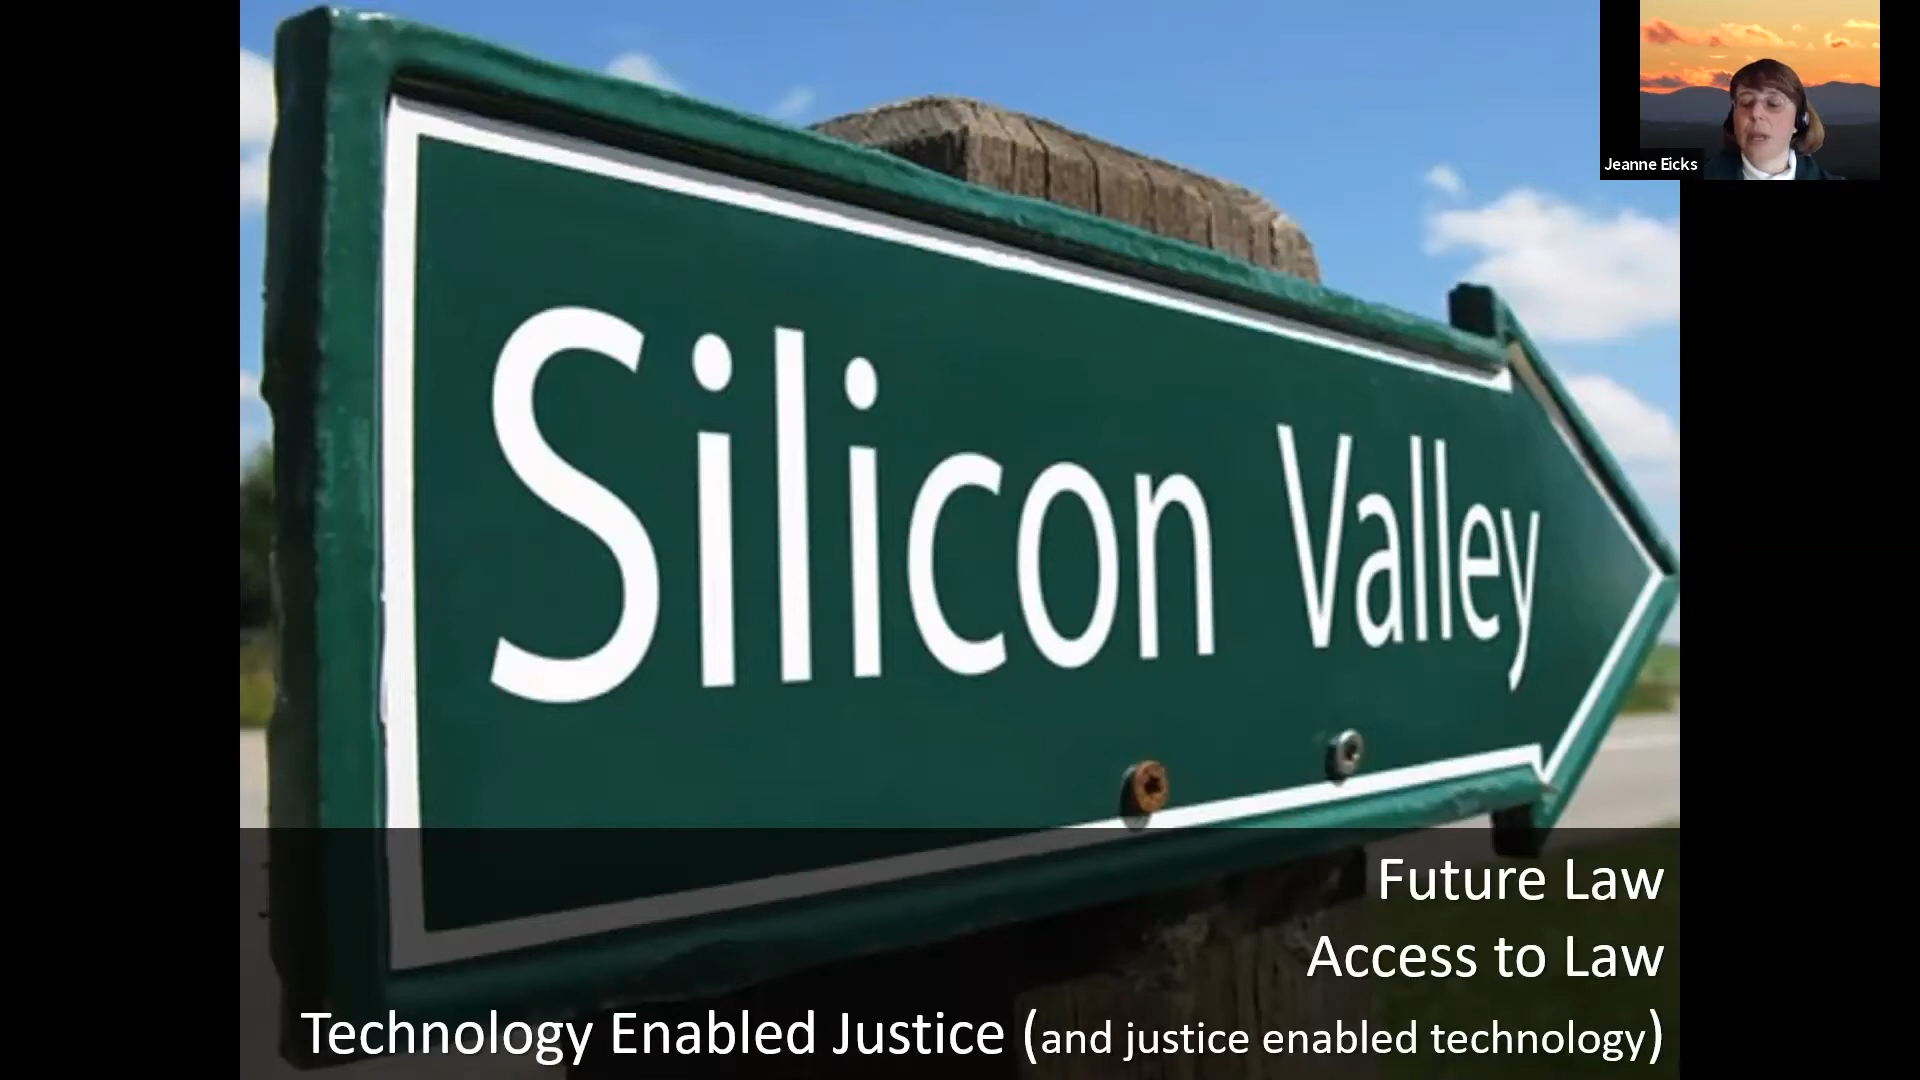 Jeanne Eicks
Silicon Valley
Future Law
Access to Law
Technology Enabled Justice (and justice enabled technology)